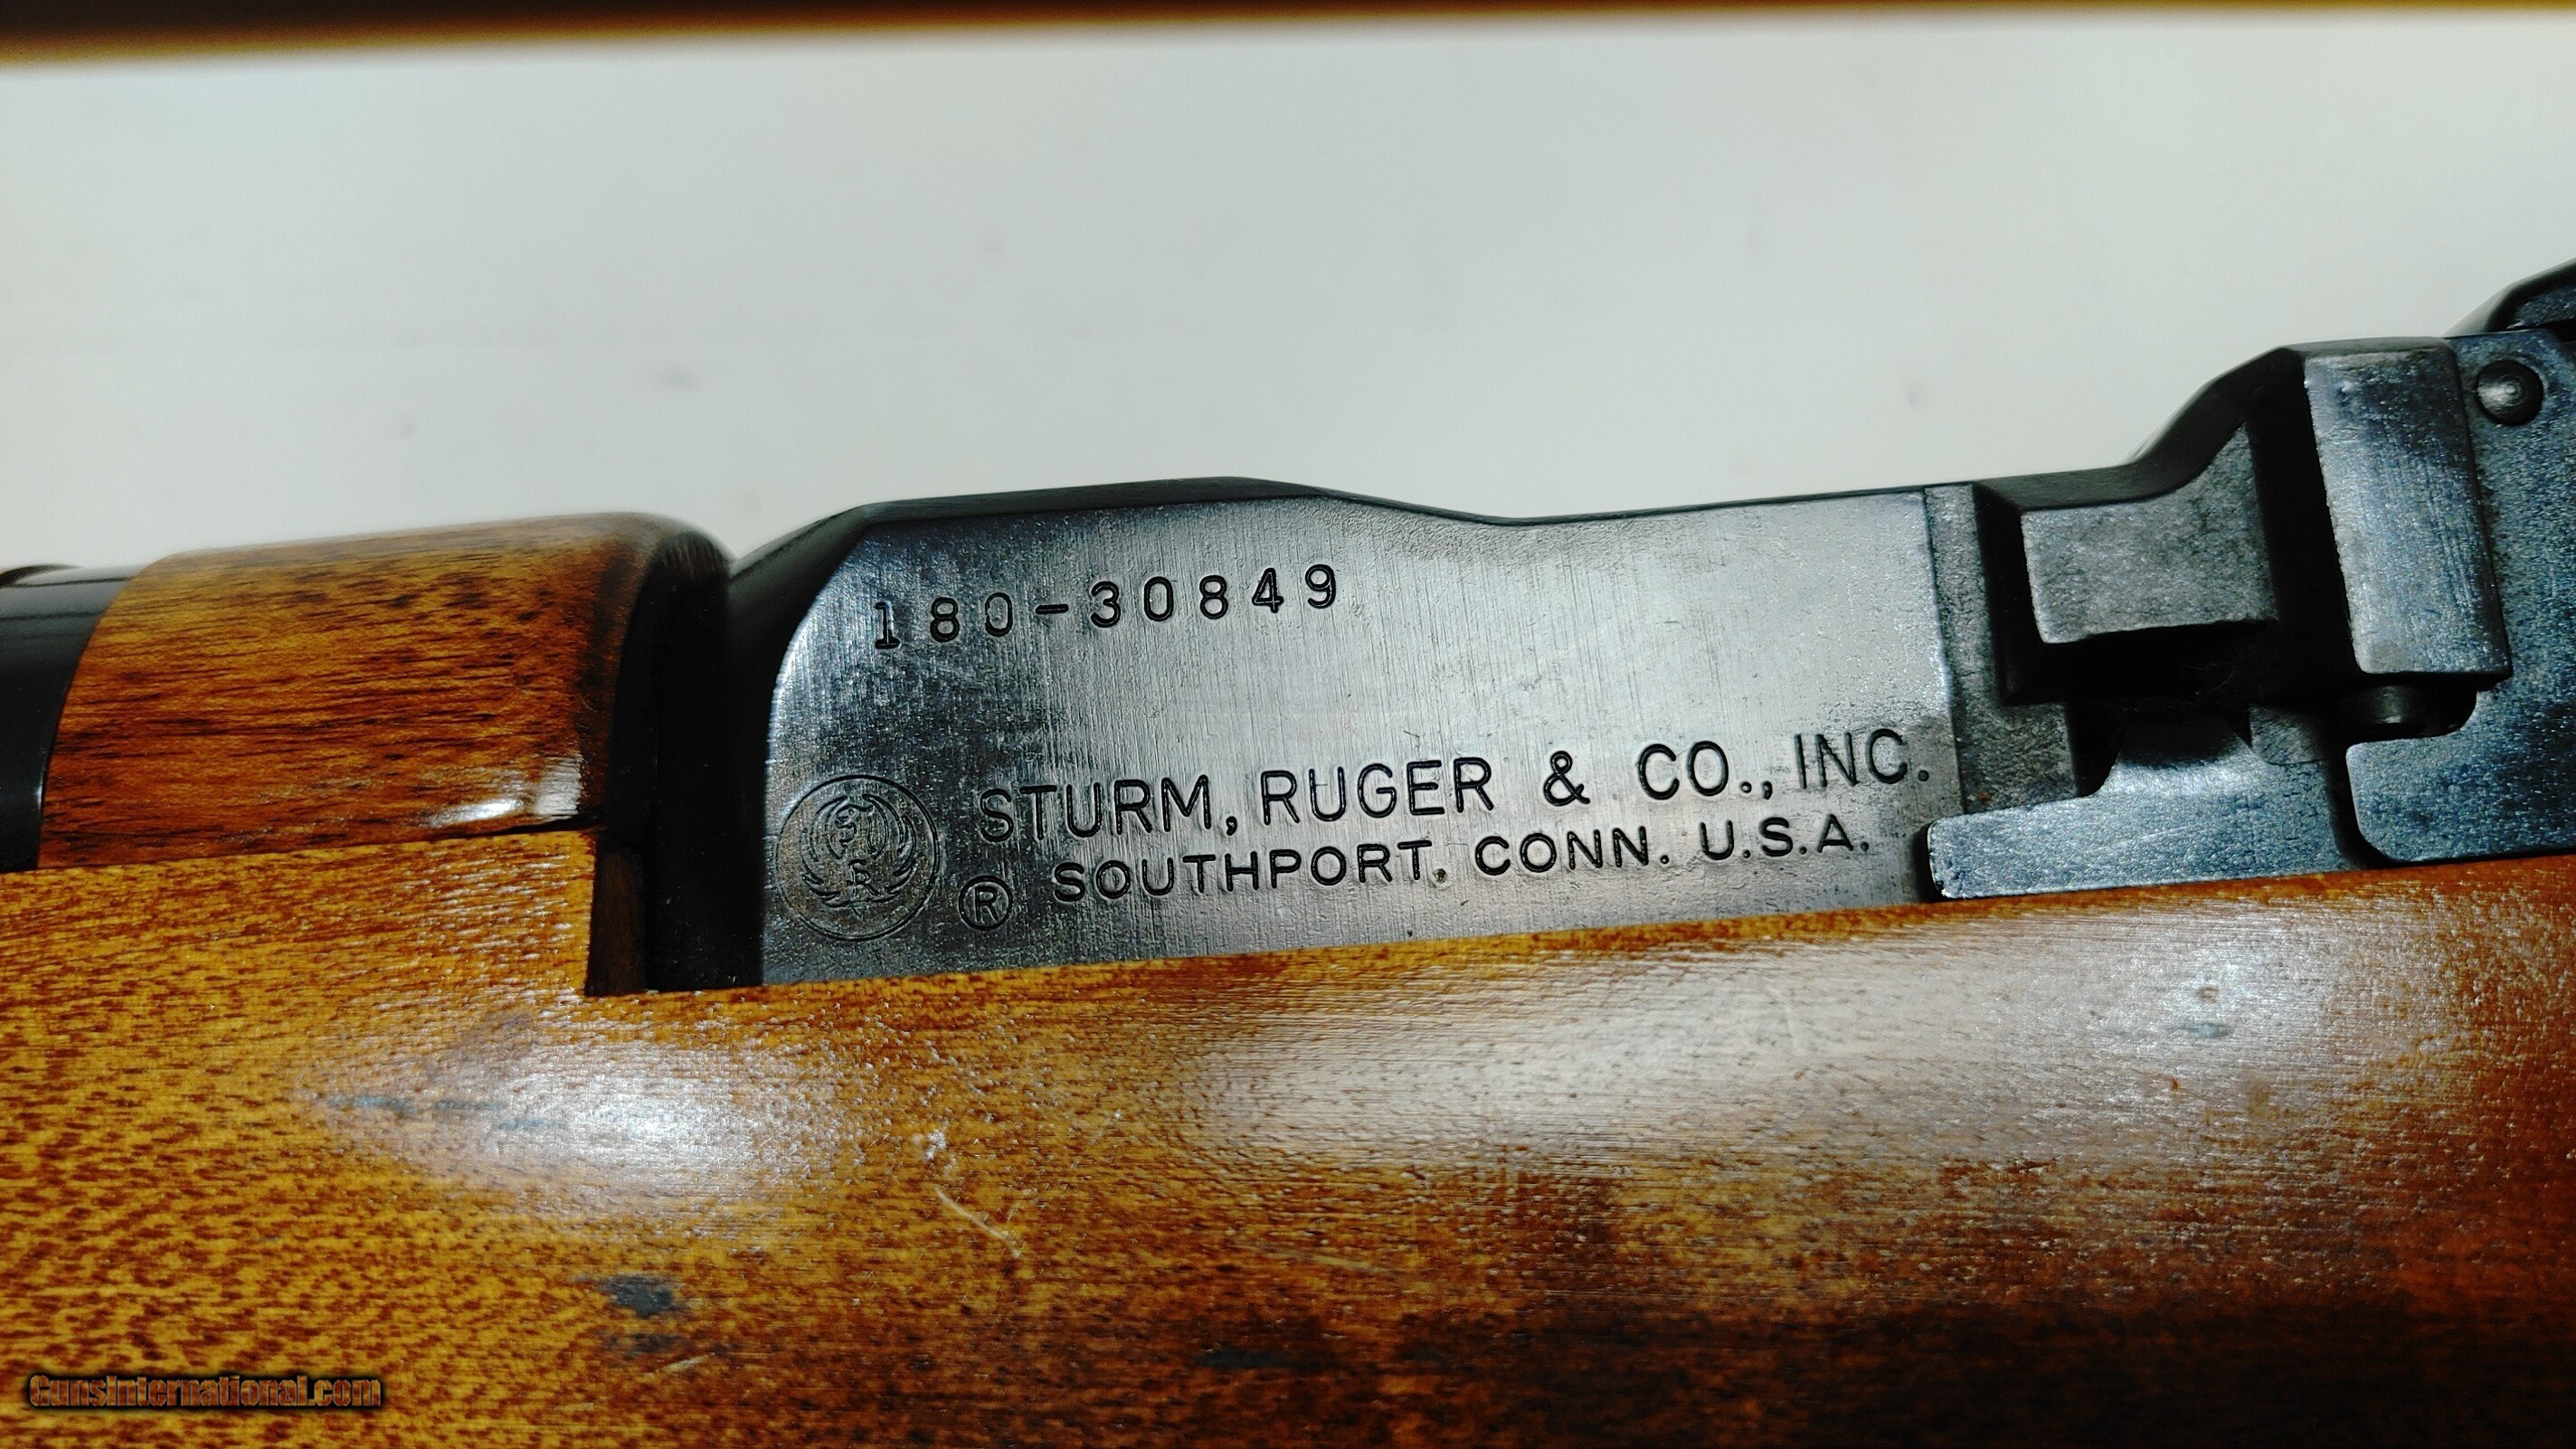 180-30849
STURM, RUGER & CO., INC.
® SOUTHPORT, CONN. U.S.A.
GunsInternational.com